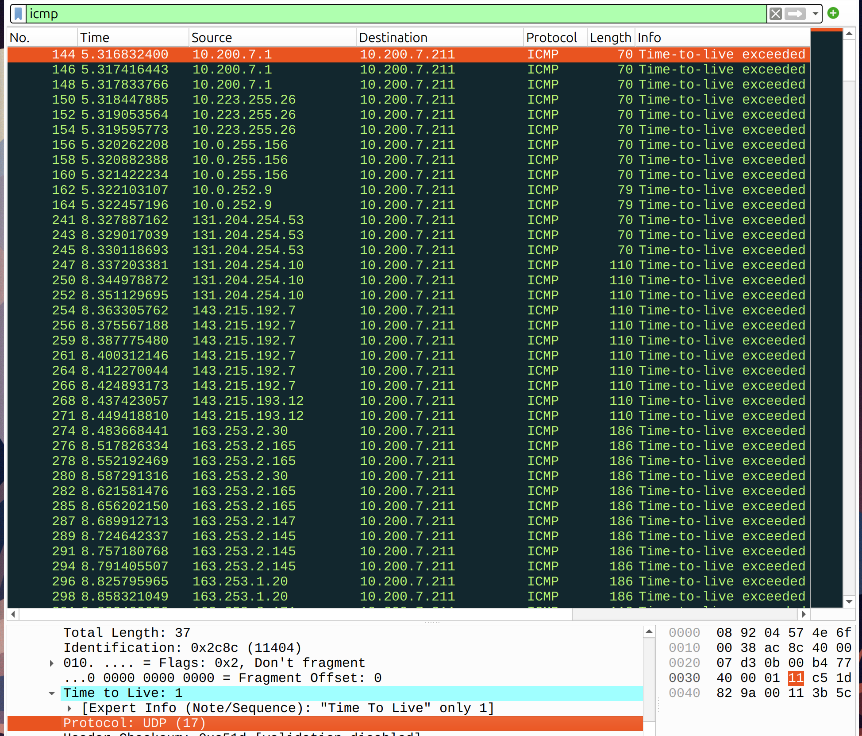 icmp
No. Time Source Destination Protocol Length Info
144 5.316832400 10.200.7.1 10.200.7.211 ICMP 70 Time-to-live exceeded
146 5.317416443 10.200.7.1 10.200.7.211 ICMP 70 Time-to-live exceeded
148 5.317833766 10.200.7.1 10.200.7.211 ICMP 70 Time-to-live exceeded
150 5.318447885 10.223.255.26 10.200.7.211 ICMP 70 Time-to-live exceeded
152 5.319053564 10.223.255.26 10.200.7.211 ICMP 70 Time-to-live exceeded
154 5.319595773 10.223.255.26 10.200.7.211 ICMP 70 Time-to-live exceeded
156 5.320262208 10.0.255.156 10.200.7.211 ICMP 70 Time-to-live exceeded
158 5.320882388 10.0.255.156 10.200.7.211 ICMP 70 Time-to-live exceeded
160 5.321422234 10.0.255.156 10.200.7.211 ICMP 70 Time-to-live exceeded
162 5.322103107 10.0.252.9 10.200.7.211 ICMP 79 Time-to-live exceeded
164 5.322457196 10.0.252.9 10.200.7.211 ICMP 79 Time-to-live exceeded
241 8.327887162 131.204.254.53 10.200.7.211 ICMP 70 Time-to-live exceeded
243 8.329017039 131.204.254.53 10.200.7.211 ICMP 70 Time-to-live exceeded
245 8.330118693 131.204.254.53 10.200.7.211 ICMP 70 Time-to-live exceeded
247 8.337203381 131.204.254.10 10.200.7.211 ICMP 110 Time-to-live exceeded
250 8.344978872 131.204.254.10 10.200.7.211 ICMP 110 Time-to-live exceeded
252 8.351129695 131.204.254.10 10.200.7.211 ICMP 110 Time-to-live exceeded
254 8.363305762 143.215.192.7 10.200.7.211 ICMP 110 Time-to-live exceeded
256 8.375567188 143.215.192.7 10.200.7.211 ICMP 110 Time-to-live exceeded
259 8.387775480 143.215.192.7 10.200.7.211 ICMP 110 Time-to-live exceeded
261 8.400312146 143.215.192.7 10.200.7.211 ICMP 110 Time-to-live exceeded
264 8.412270044 143.215.192.7 10.200.7.211 ICMP 110 Time-to-live exceeded
266 8.424893173 143.215.192.7 10.200.7.211 ICMP 110 Time-to-live exceeded
268 8.437423057 143.215.193.12 10.200.7.211 ICMP 110 Time-to-live exceeded
271 8.449418810 143.215.193.12 10.200.7.211 ICMP 110 Time-to-live exceeded
274 8.483668441 163.253.2.30 10.200.7.211 ICMP 186 Time-to-live exceeded
276 8.517826334 163.253.2.165 10.200.7.211 ICMP 186 Time-to-live exceeded
278 8.552192469 163.253.2.165 10.200.7.211 ICMP 186 Time-to-live exceeded
280 8.587291316 163.253.2.30 10.200.7.211 ICMP 186 Time-to-live exceeded
282 8.621581476 163.253.2.165 10.200.7.211 ICMP 186 Time-to-live exceeded
285 8.656202150 163.253.2.165 10.200.7.211 ICMP 186 Time-to-live exceeded
287 8.689912713 163.253.2.147 10.200.7.211 ICMP 186 Time-to-live exceeded
289 8.724642337 163.253.2.145 10.200.7.211 ICMP 186 Time-to-live exceeded
291 8.757180768 163.253.2.145 10.200.7.211 ICMP 186 Time-to-live exceeded
294 8.791405507 163.253.2.145 10.200.7.211 ICMP 186 Time-to-live exceeded
296 8.825795965 163.253.1.20 10.200.7.211 ICMP 186 Time-to-live exceeded
298 8.858321049 163.253.1.20 10.200.7.211 ICMP 186 Time-to-live exceeded
Total Length: 37
Identification: 0x2c8c (11404)
010. .... = Flags: 0x2, Don't fragment
...0 0000 0000 0000 = Fragment Offset: 0
Time to Live: 1
[Expert Info (Note/Sequence): "Time To Live" only 1]
Protocol: UDP (17)
0000 08 92 04 57 4e 6f
0010 00 38 ac 8c 40 00
0020 07 d3 0b 00 b4 77
0030 40 00 01 11 c5 1d
0040 82 9a 00 11 3b 5c